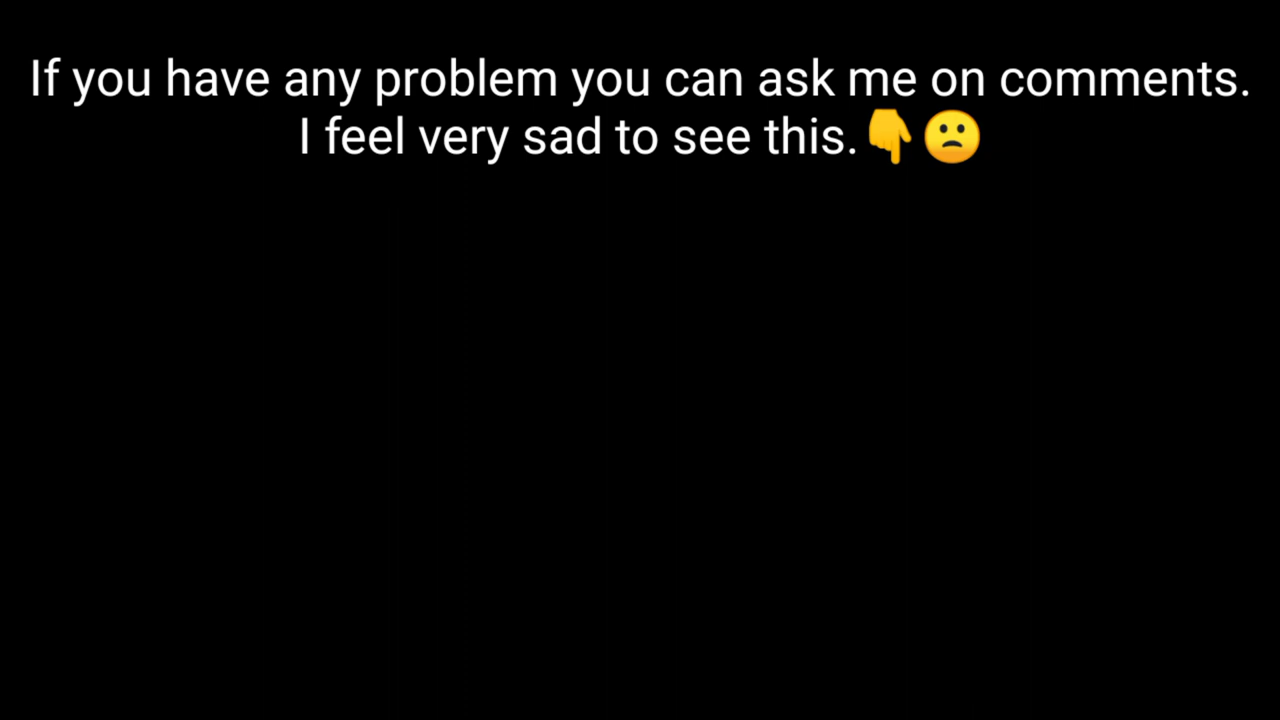 If you have any problem you can ask me on comments.
I feel very sad to see this.👇🙁